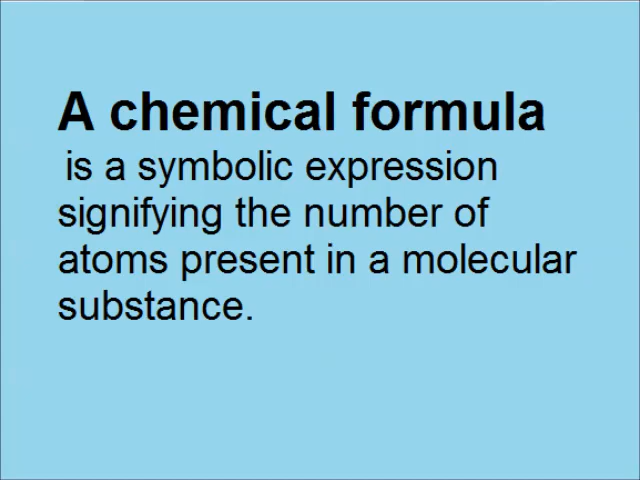 A chemical formula
is a symbolic expression
signifying the number of
atoms present in a molecular
substance.